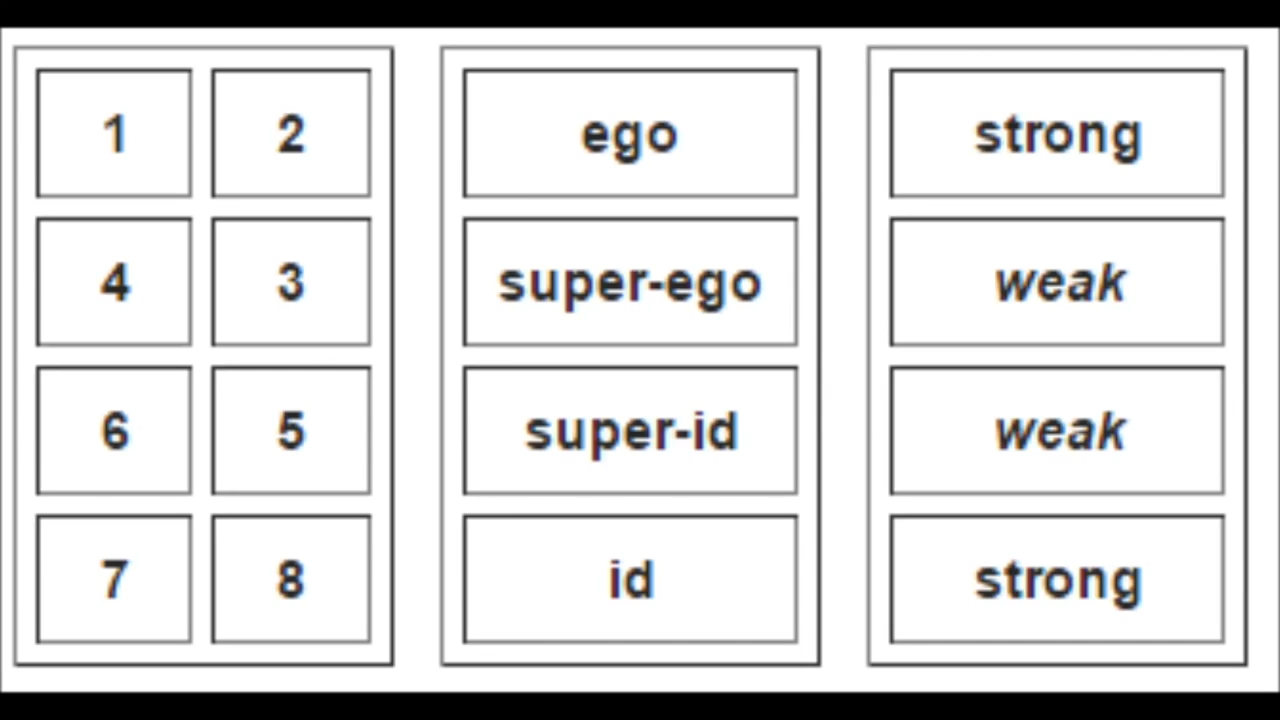 1 2 ego strong
4 3 super-ego weak
6 5 super-id weak
7 8 id strong